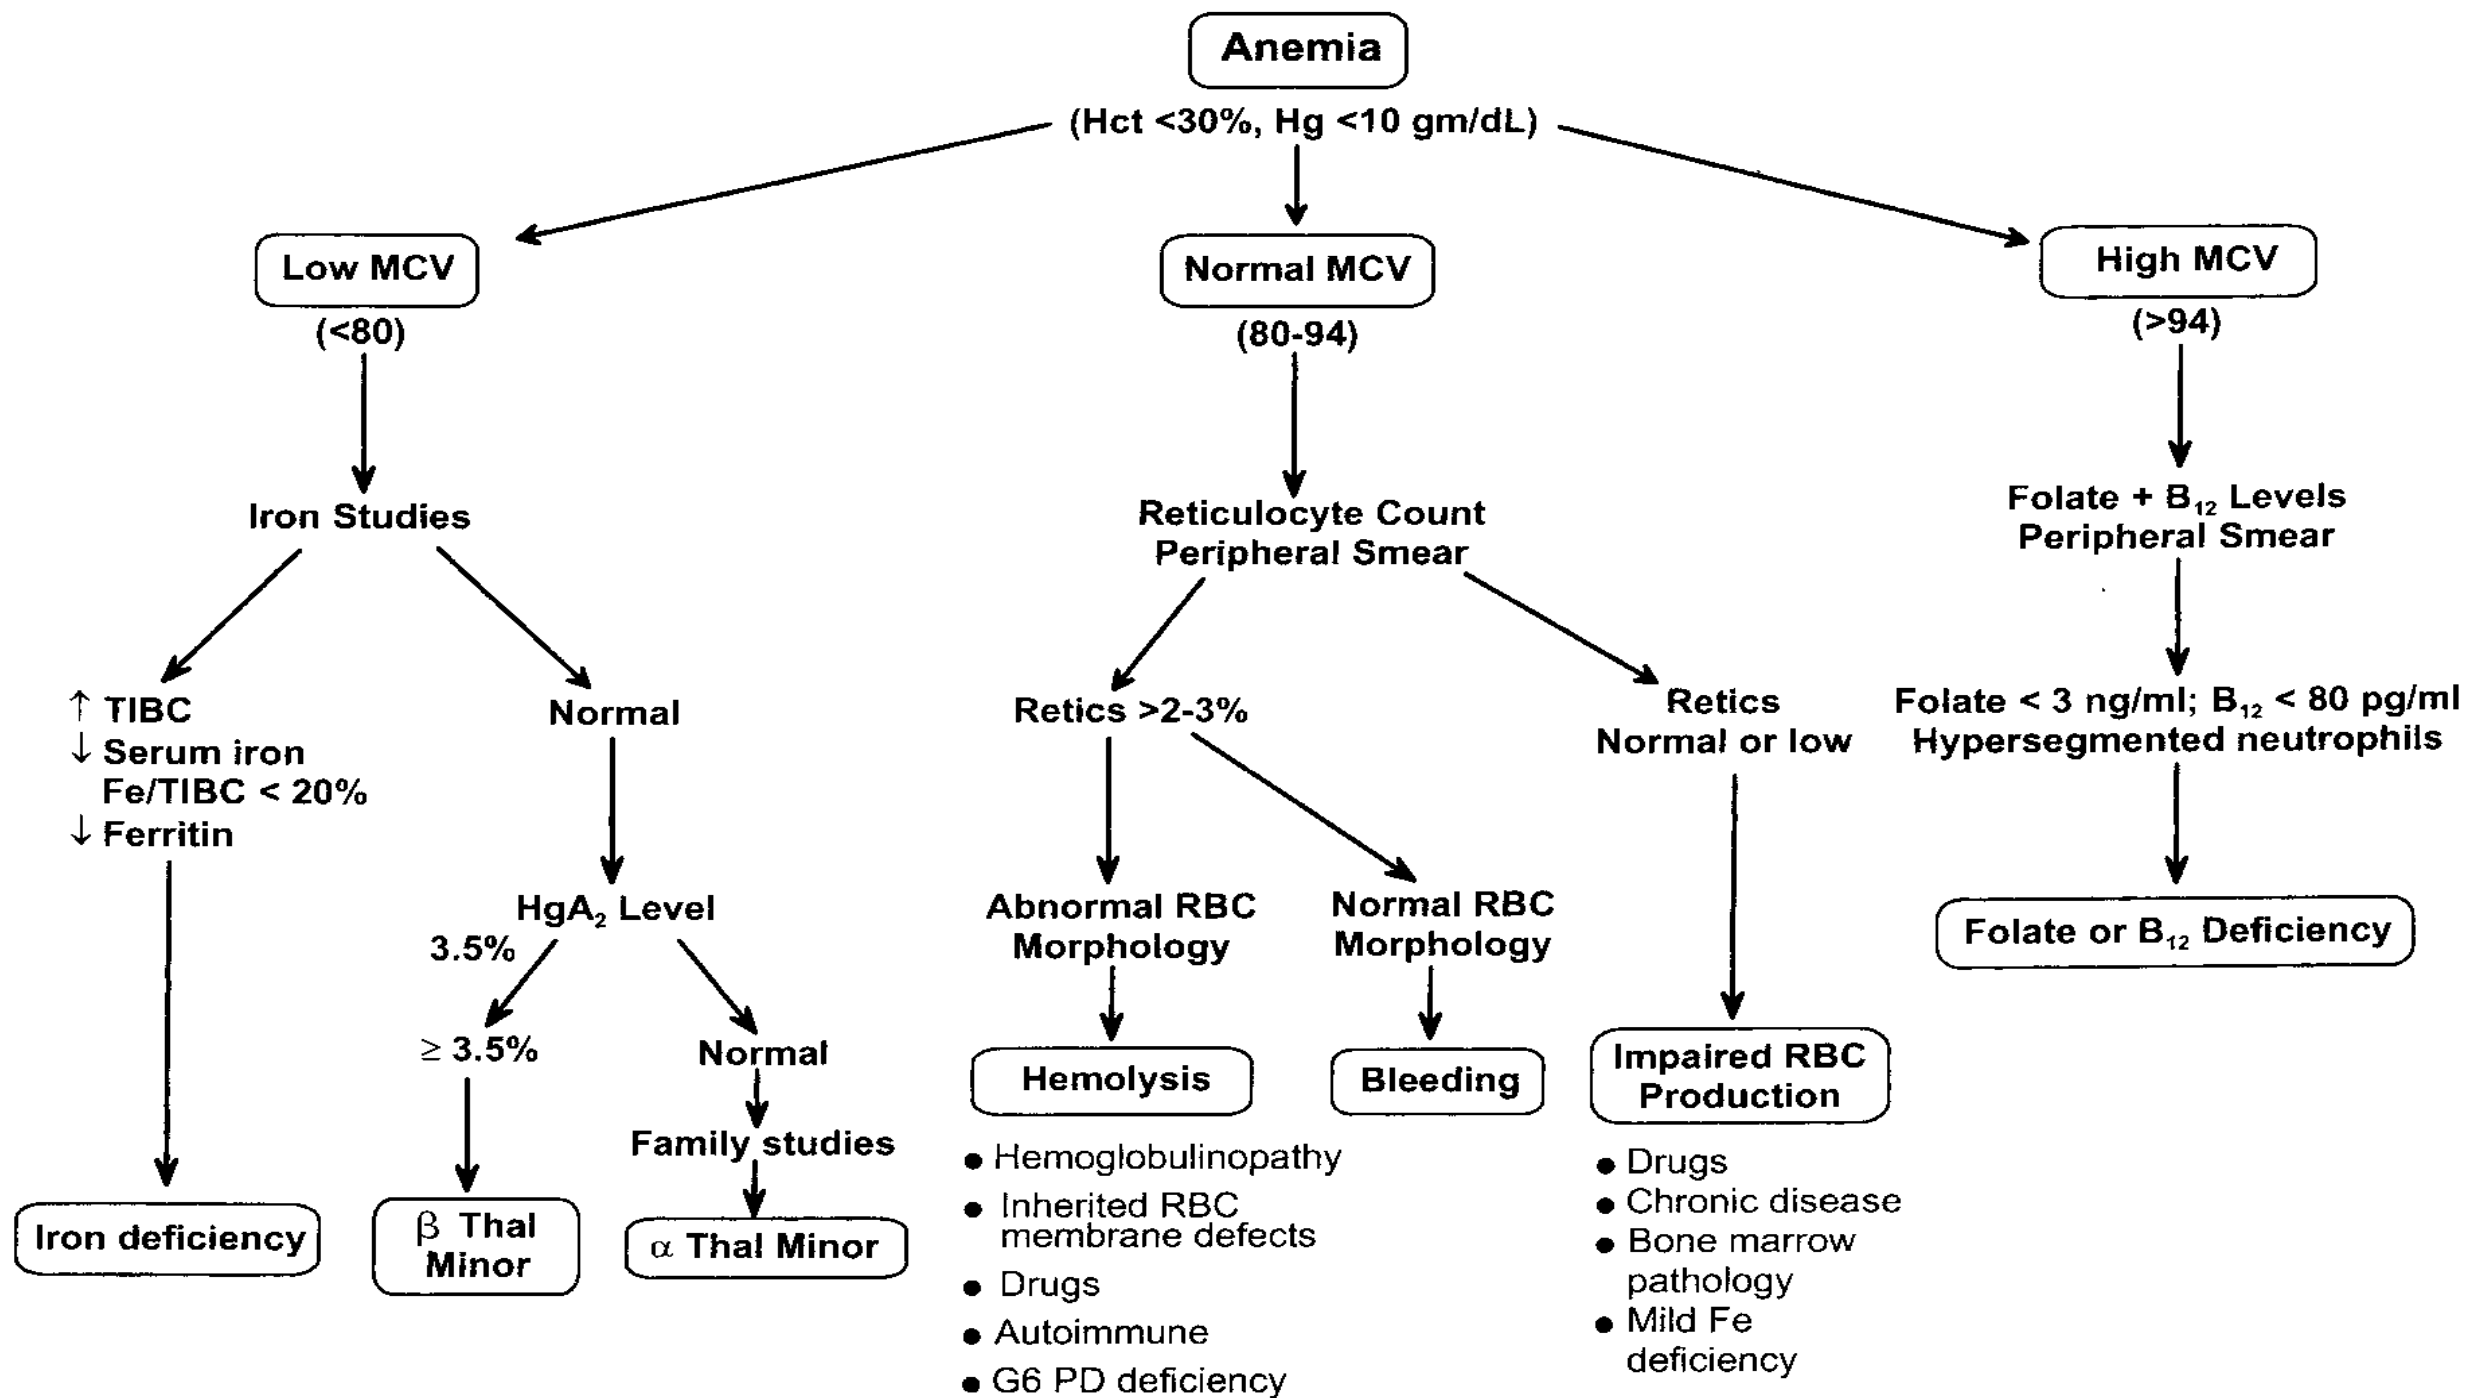 Anemia
(Hct <30%, Hg <10 gm/dL)
Low MCV
(<80)
Iron Studies
↑ TIBC
↓ Serum iron
Fe/TIBC < 20%
↓ Ferritin
Iron deficiency
Normal
HgA₂ Level
3.5%
≥ 3.5%
β Thal
Minor
Normal
Family studies
α Thal Minor
Normal MCV
(80-94)
Reticulocyte Count
Peripheral Smear
Retics >2-3%
Abnormal RBC
Morphology
Hemolysis
● Hemoglobulinopathy
● Inherited RBC
membrane defects
● Drugs
● Autoimmune
● G6 PD deficiency
Normal RBC
Morphology
Bleeding
Retics
Normal or low
Impaired RBC
Production
● Drugs
● Chronic disease
● Bone marrow
pathology
● Mild Fe
deficiency
High MCV
(>94)
Folate + B₁₂ Levels
Peripheral Smear
Folate < 3 ng/ml; B₁₂ < 80 pg/ml
Hypersegmented neutrophils
Folate or B₁₂ Deficiency